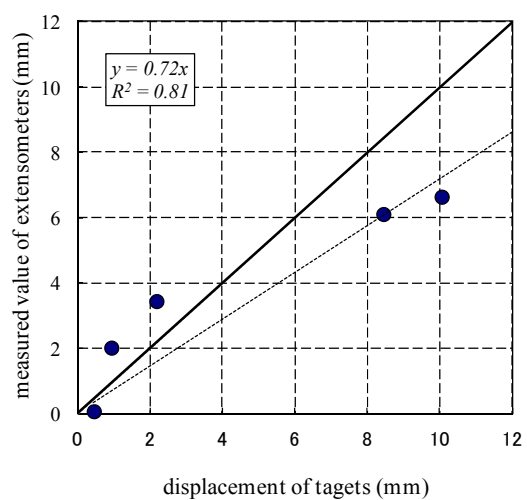 12
10
8
6
4
2
0
measured value of extensometers (mm)
y = 0.72x
R² = 0.81
0 2 4 6 8 10 12
displacement of tagets (mm)